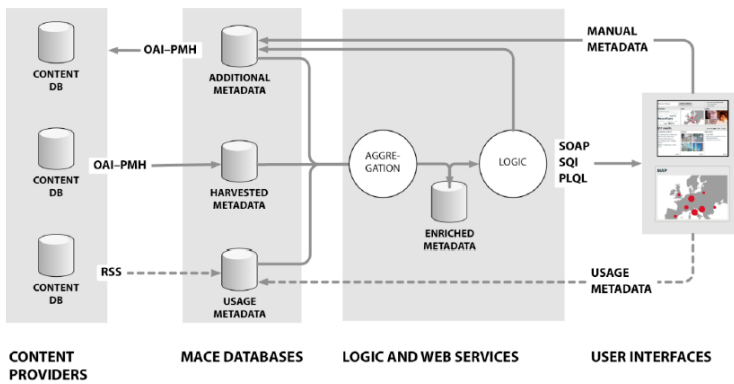 CONTENT
DB
OAI–PMH
ADDITIONAL
METADATA
MANUAL
METADATA
CONTENT
DB
OAI–PMH
HARVESTED
METADATA
AGGRE-
GATION
LOGIC
ENRICHED
METADATA
SOAP
SQI
PLQL
MAP
CONTENT
DB
RSS
USAGE
METADATA
USAGE
METADATA
CONTENT
PROVIDERS
MACE DATABASES
LOGIC AND WEB SERVICES
USER INTERFACES